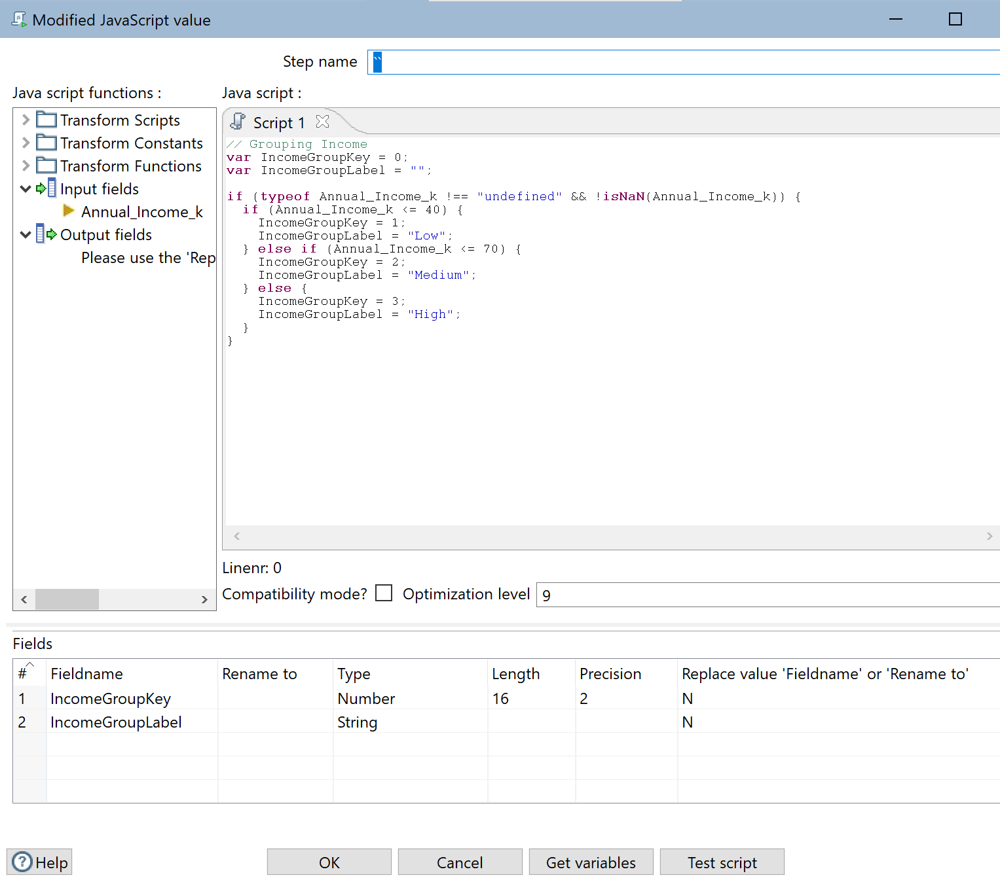 Modified JavaScript value
Step name ``
Java script functions :
Transform Scripts
Transform Constants
Transform Functions
Input fields
Annual_Income_k
Output fields
Please use the 'Rep
Java script :
Script 1
// Grouping Income
var IncomeGroupKey = 0;
var IncomeGroupLabel = "";
if (typeof Annual_Income_k !== "undefined" && !isNaN(Annual_Income_k)) {
  if (Annual_Income_k <= 40) {
    IncomeGroupKey = 1;
    IncomeGroupLabel = "Low";
  } else if (Annual_Income_k <= 70) {
    IncomeGroupKey = 2;
    IncomeGroupLabel = "Medium";
  } else {
    IncomeGroupKey = 3;
    IncomeGroupLabel = "High";
  }
}
Linenr: 0
Compatibility mode? Optimization level 9
Fields
# Fieldname Rename to Type Length Precision Replace value 'Fieldname' or 'Rename to'
1 IncomeGroupKey Number 16 2 N
2 IncomeGroupLabel String N
Help OK Cancel Get variables Test script